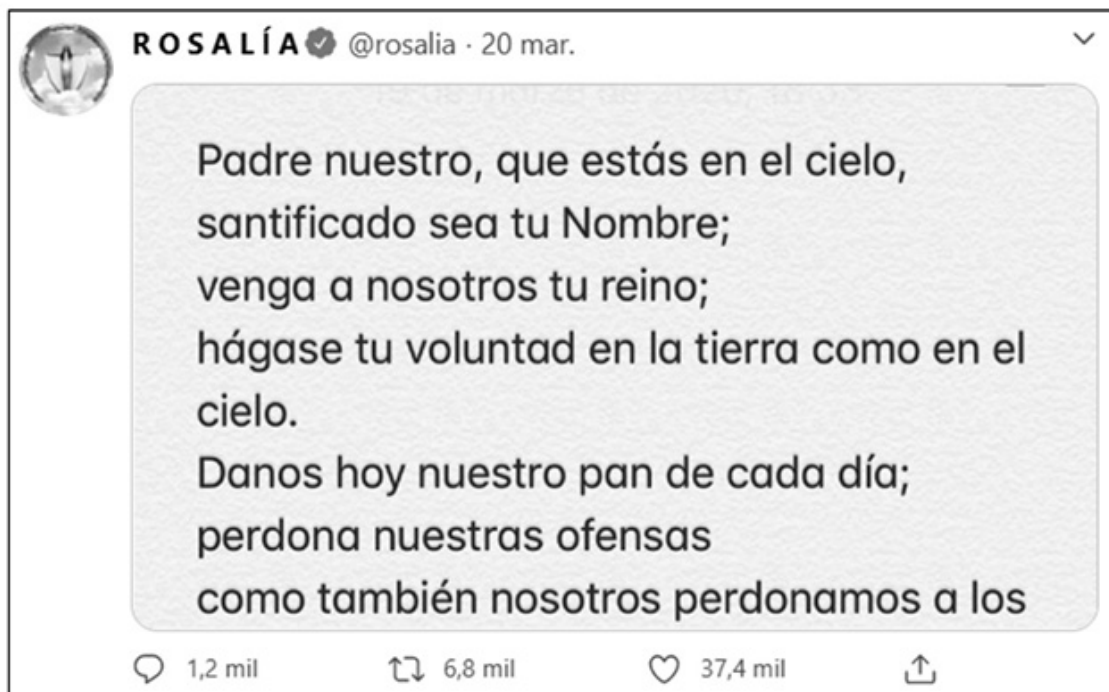 ROSALÍA @rosalia · 20 mar.
Padre nuestro, que estás en el cielo,
santificado sea tu Nombre;
venga a nosotros tu reino;
hágase tu voluntad en la tierra como en el
cielo.
Danos hoy nuestro pan de cada día;
perdona nuestras ofensas
como también nosotros perdonamos a los
1,2 mil 6,8 mil 37,4 mil